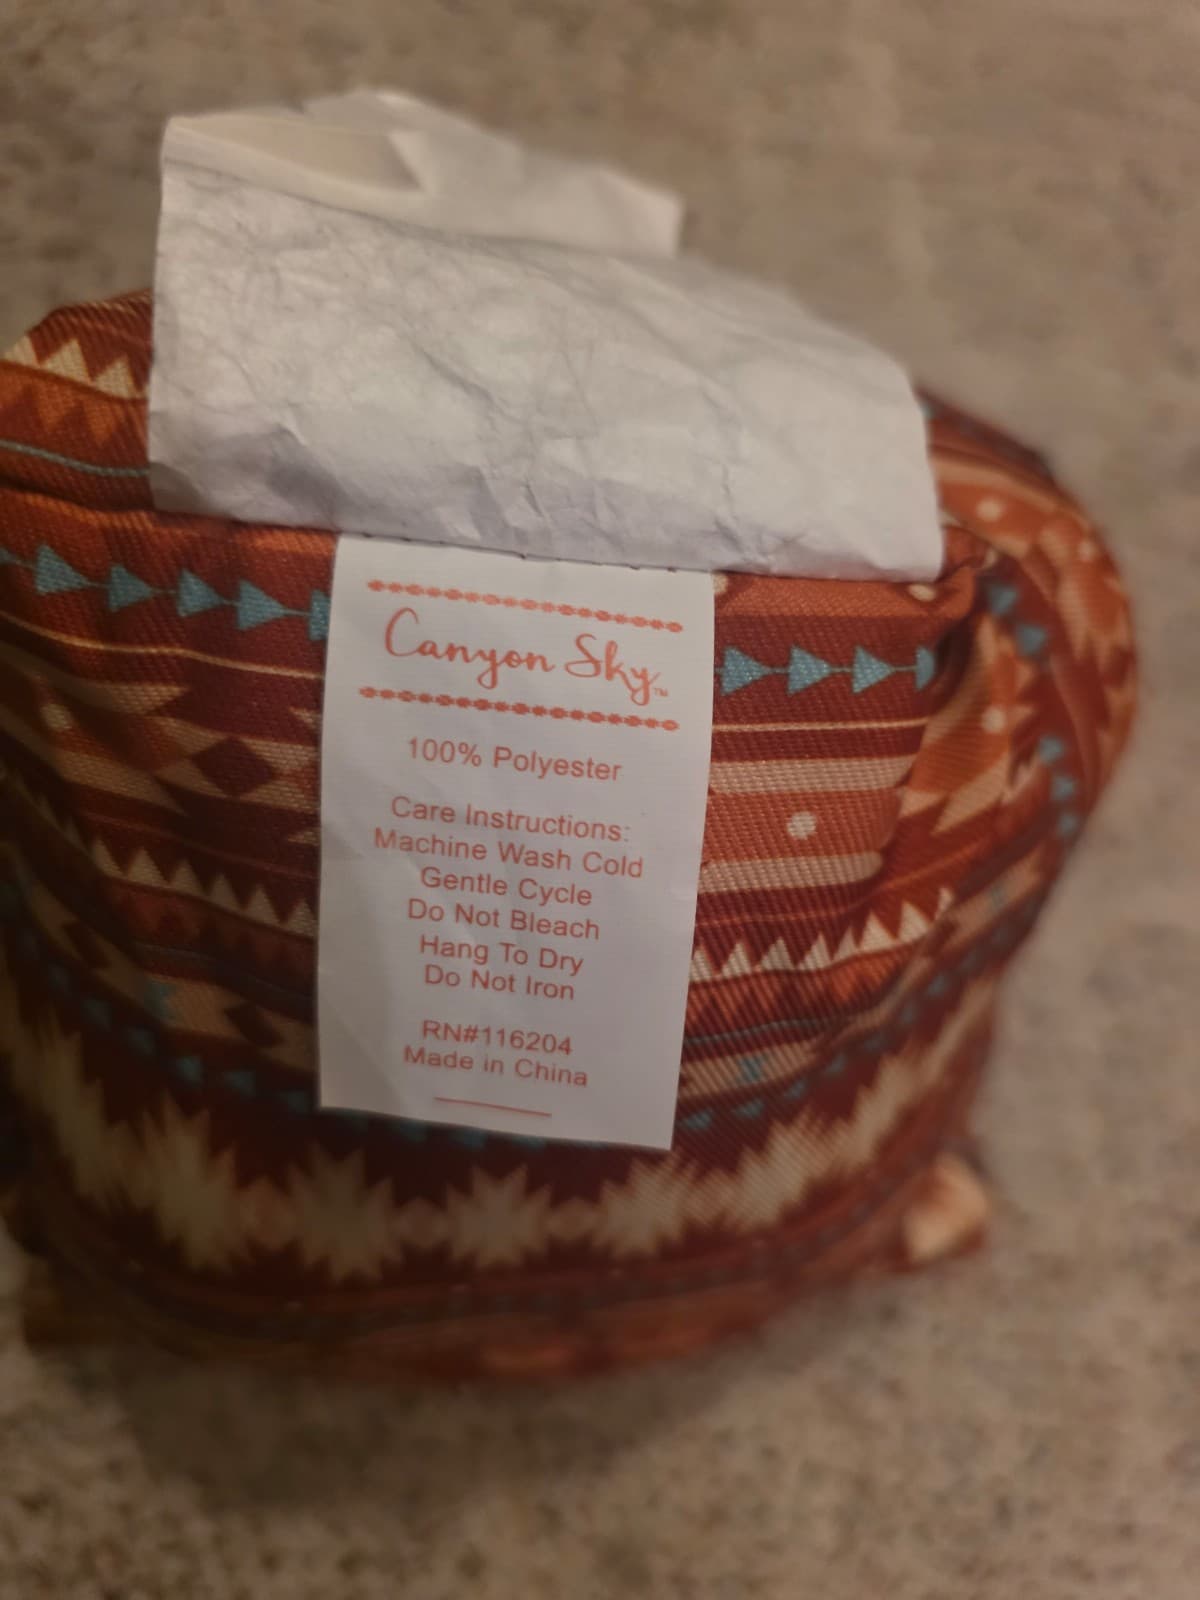 Canyon Sky™
100% Polyester
Care Instructions:
Machine Wash Cold
Gentle Cycle
Do Not Bleach
Hang To Dry
Do Not Iron
RN#116204
Made in China